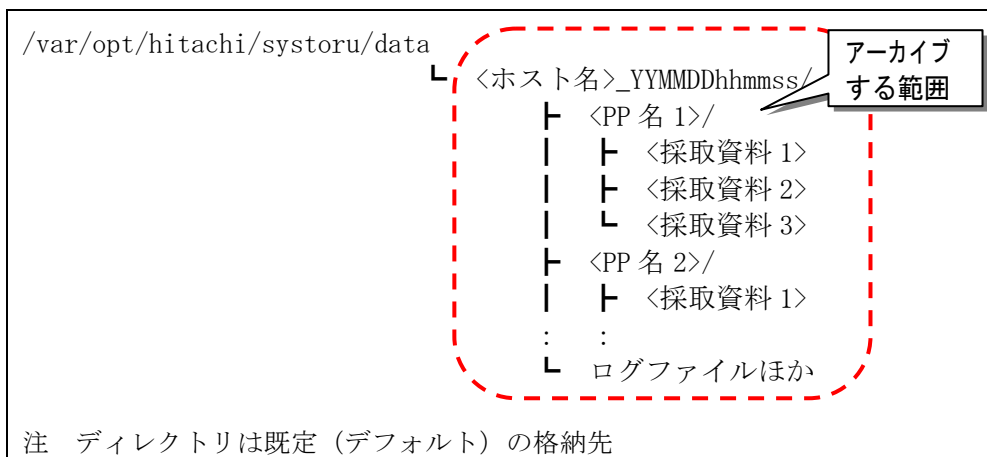 /var/opt/hitachi/systoru/data
┗ <ホスト名>_YYMMDDhhmmss/
┣ <PP 名 1>/
┃ ┣ <採取資料 1>
┃ ┣ <採取資料 2>
┃ ┗ <採取資料 3>
┣ <PP 名 2>/
┃ ┣ <採取資料 1>
: :
┗ ログファイルほか
アーカイブ
する範囲
注 ディレクトリは既定（デフォルト）の格納先